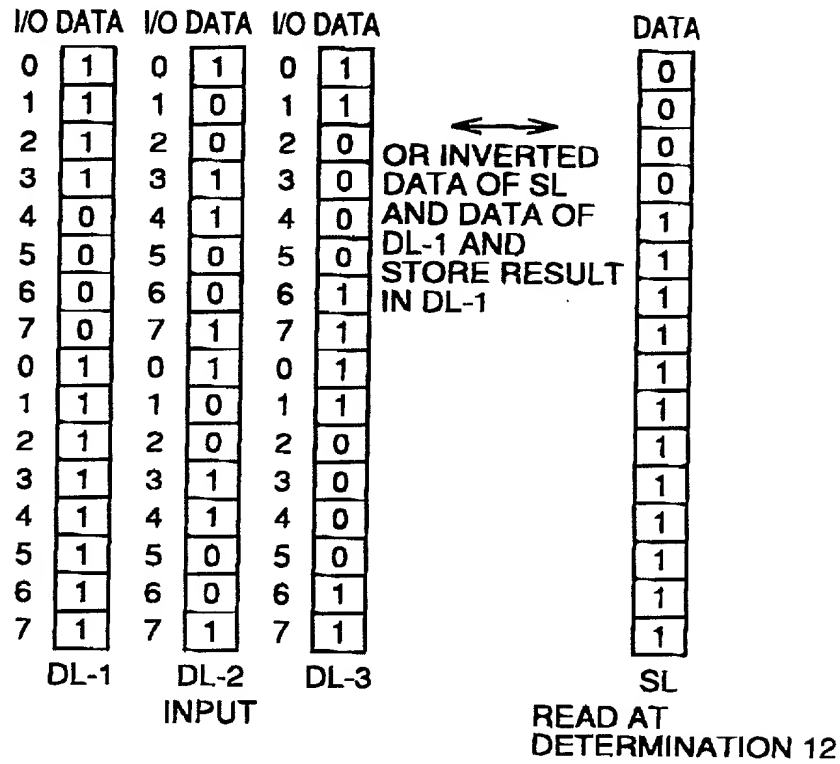 I/O DATA I/O DATA I/O DATA DATA
0 1 0 1 0 1 0
1 1 1 0 1 1 0
2 1 2 0 2 0 0
3 1 3 1 3 0 0
4 0 4 1 4 0 1
5 0 5 0 5 0 1
6 0 6 0 6 1 1
7 0 7 1 7 1 1
0 1 0 1 0 1 1
1 1 1 0 1 1 1
2 1 2 0 2 0 1
3 1 3 1 3 0 1
4 1 4 1 4 0 1
5 1 5 0 5 0 1
6 1 6 0 6 1 1
7 1 7 1 7 1 1
OR INVERTED
DATA OF SL
AND DATA OF
DL-1 AND
STORE RESULT
IN DL-1
DL-1 DL-2 DL-3 SL
INPUT
READ AT
DETERMINATION 12